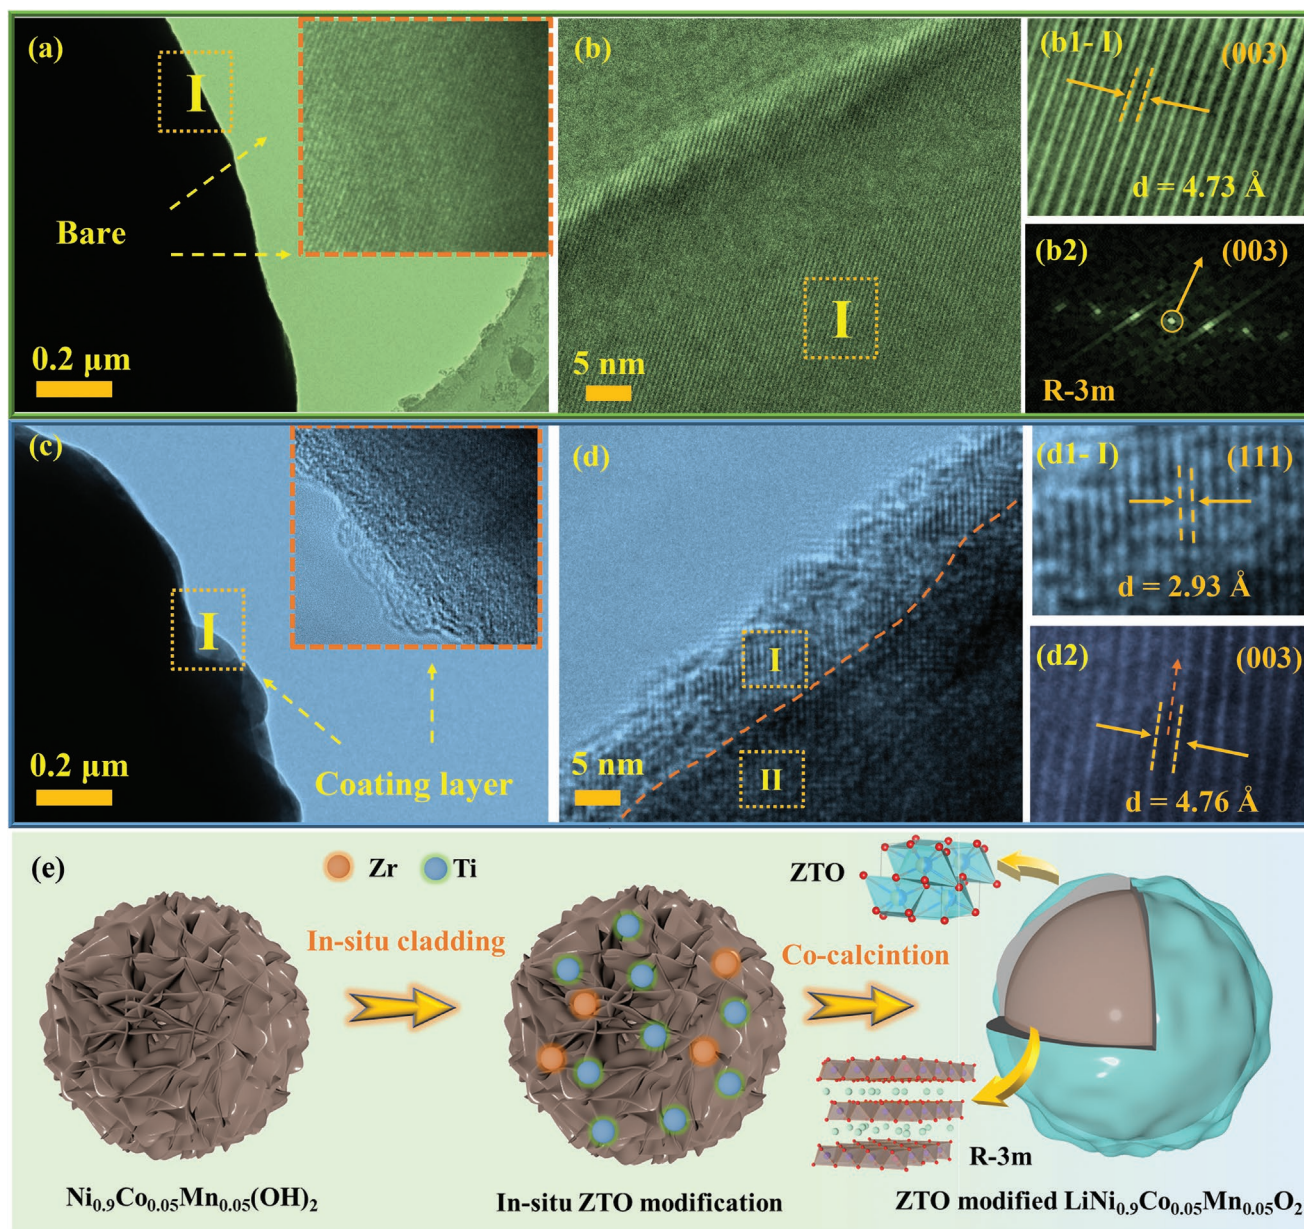 (a)
I
Bare
0.2 μm
(b)
I
5 nm
(b1- I)
(003)
d = 4.73 Å
(b2)
(003)
R-3m
(c)
I
0.2 μm
Coating layer
(d)
I
II
5 nm
(d1- I)
(111)
d = 2.93 Å
(d2)
(003)
d = 4.76 Å
(e)
Zr
Ti
ZTO
In-situ cladding
Co-calcintion
R-3m
Ni₀.₉Co₀.₀₅Mn₀.₀₅(OH)₂
In-situ ZTO modification
ZTO modified LiNi₀.₉Co₀.₀₅Mn₀.₀₅O₂